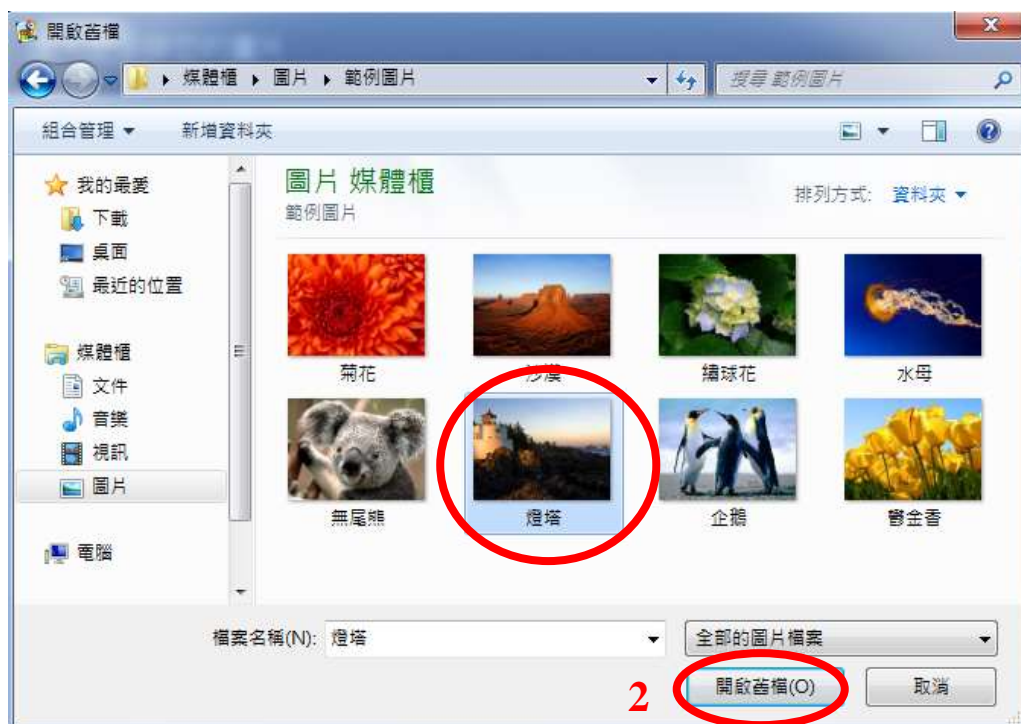 開啟舊檔
媒體櫃 ▸ 圖片 ▸ 範例圖片
搜尋 範例圖片
組合管理 ▼ 新增資料夾
我的最愛
下載
桌面
最近的位置
媒體櫃
文件
音樂
視訊
圖片
電腦
圖片 媒體櫃
範例圖片
排列方式: 資料夾 ▼
菊花 沙漠 繡球花 水母
無尾熊 燈塔 企鵝 鬱金香
檔案名稱(N): 燈塔 全部的圖片檔案
2 開啟舊檔(O) 取消